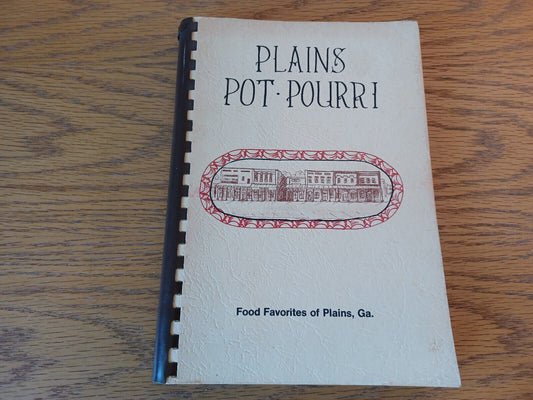 PLAINS
POT·POURRI
Food Favorites of Plains, Ga.